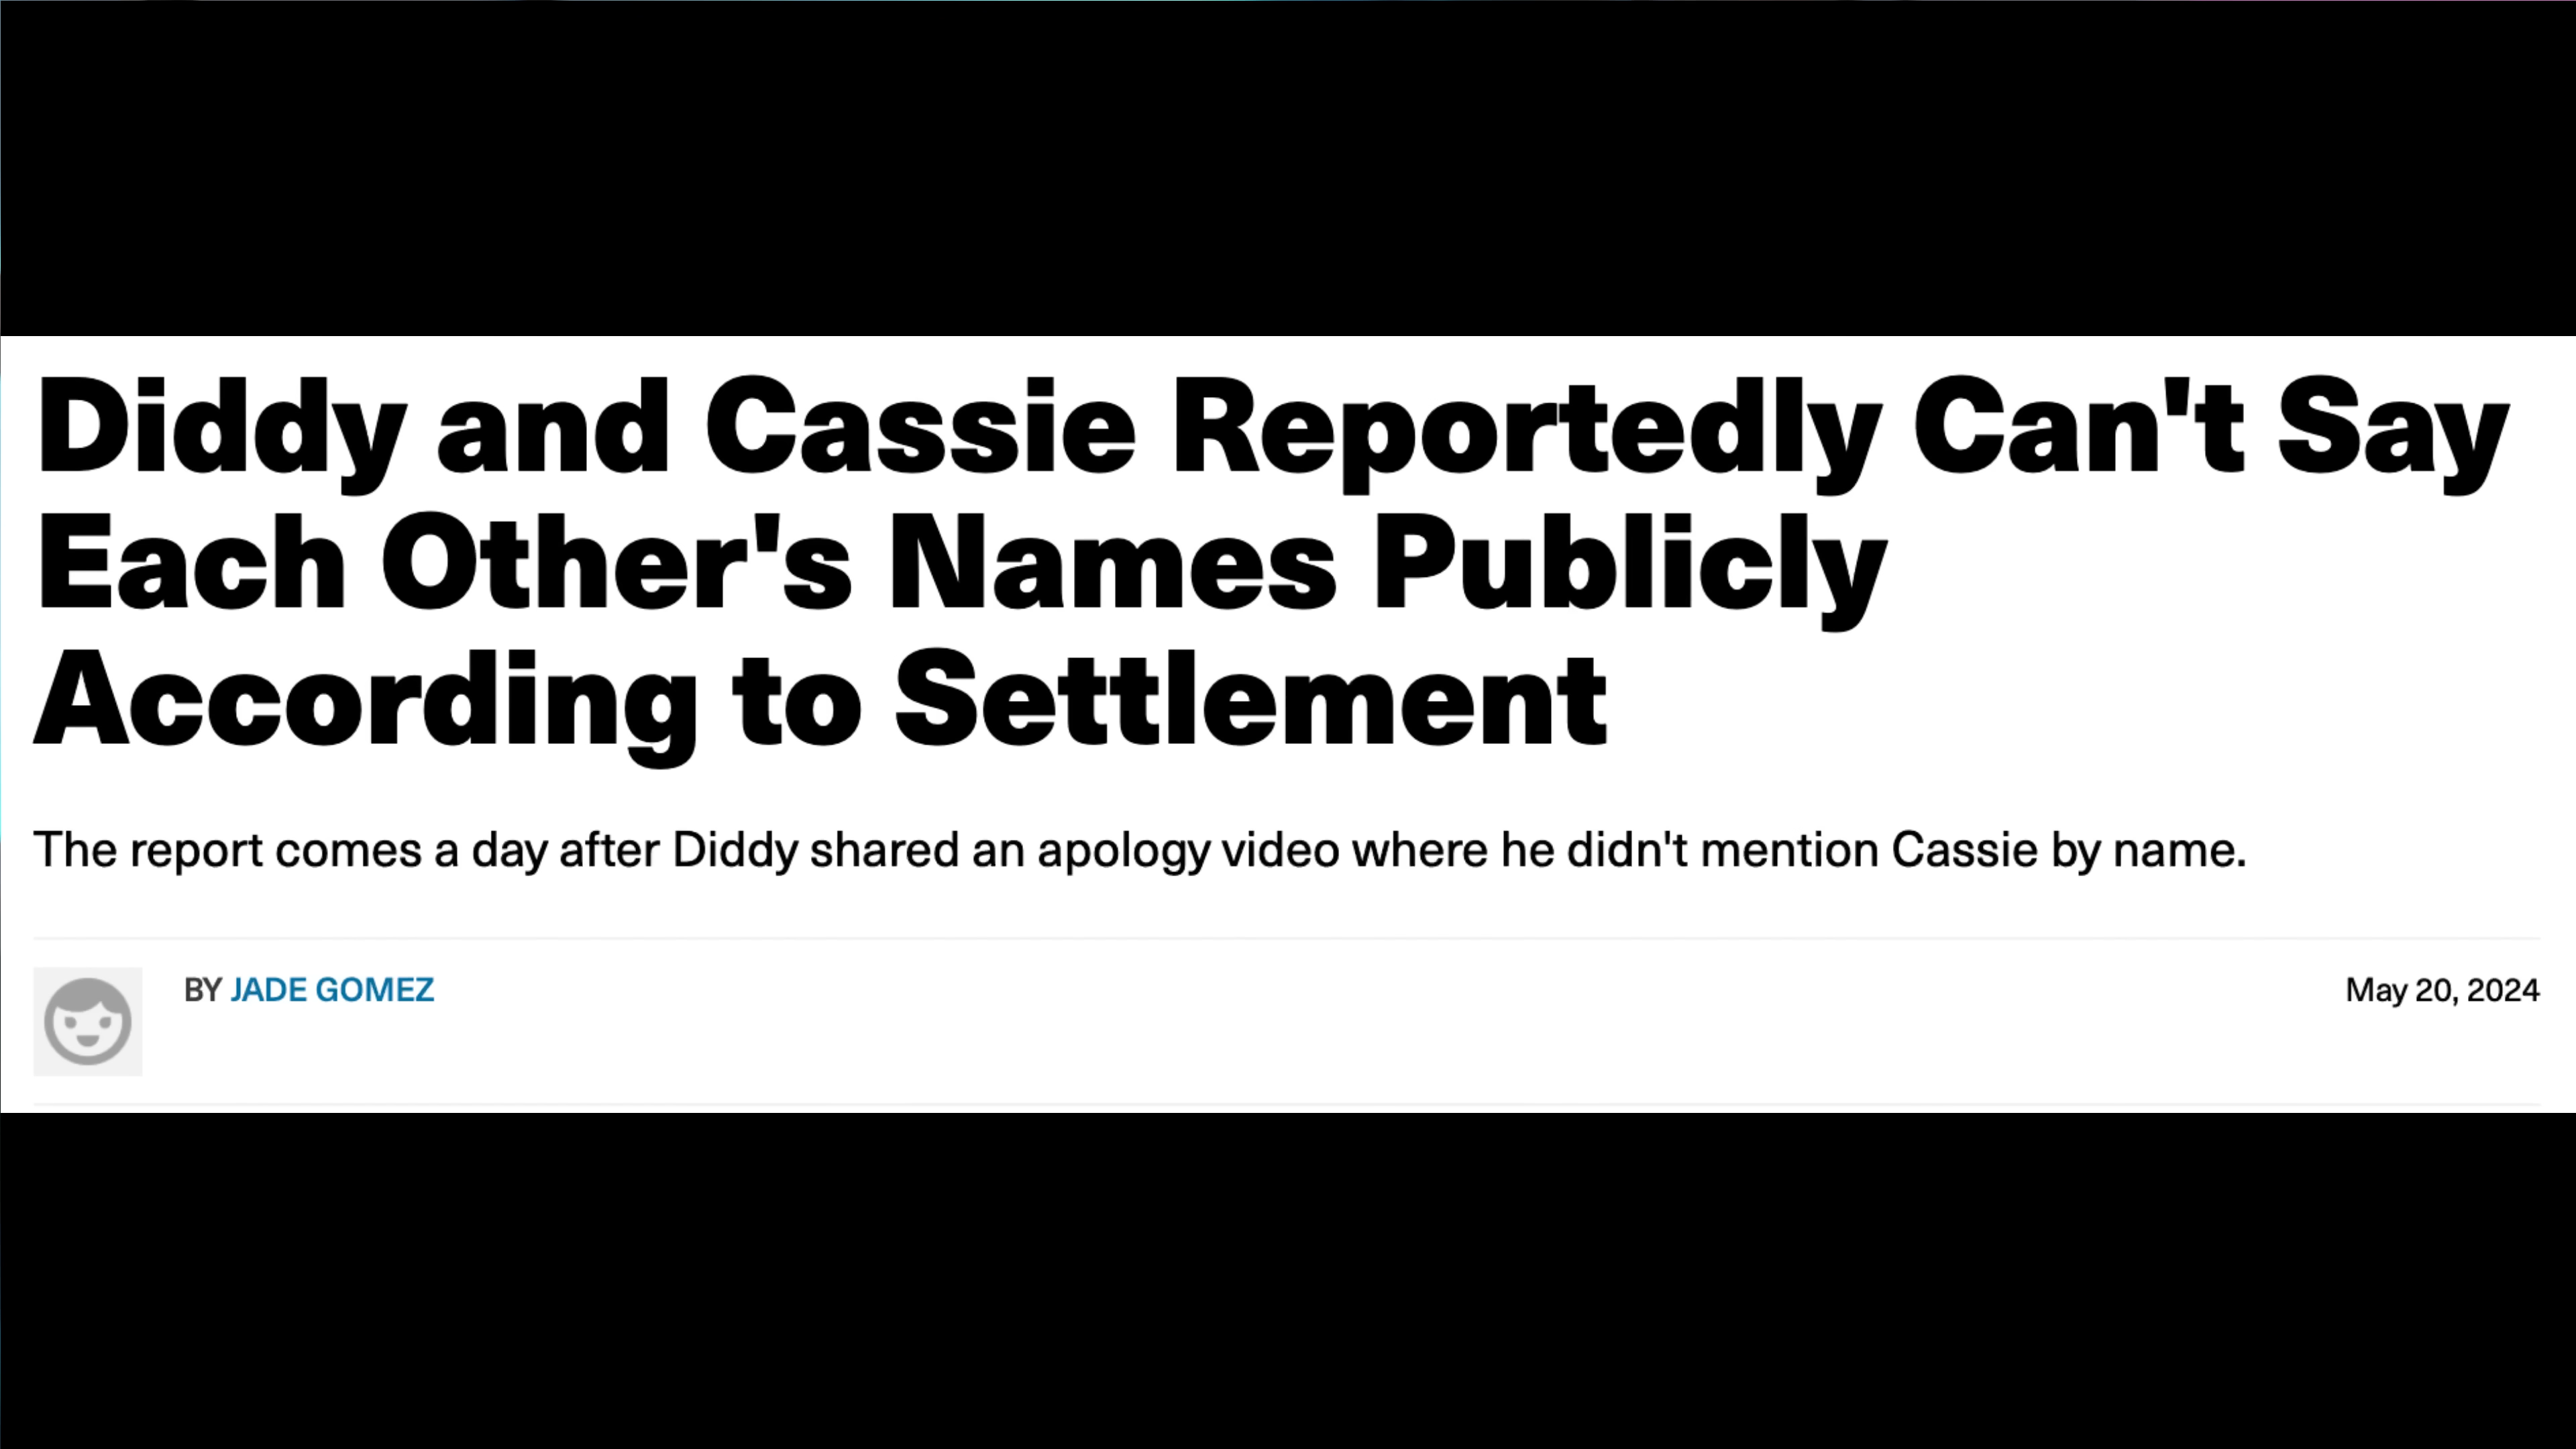 Diddy and Cassie Reportedly Can't Say
Each Other's Names Publicly
According to Settlement
The report comes a day after Diddy shared an apology video where he didn't mention Cassie by name.
BY JADE GOMEZ
May 20, 2024